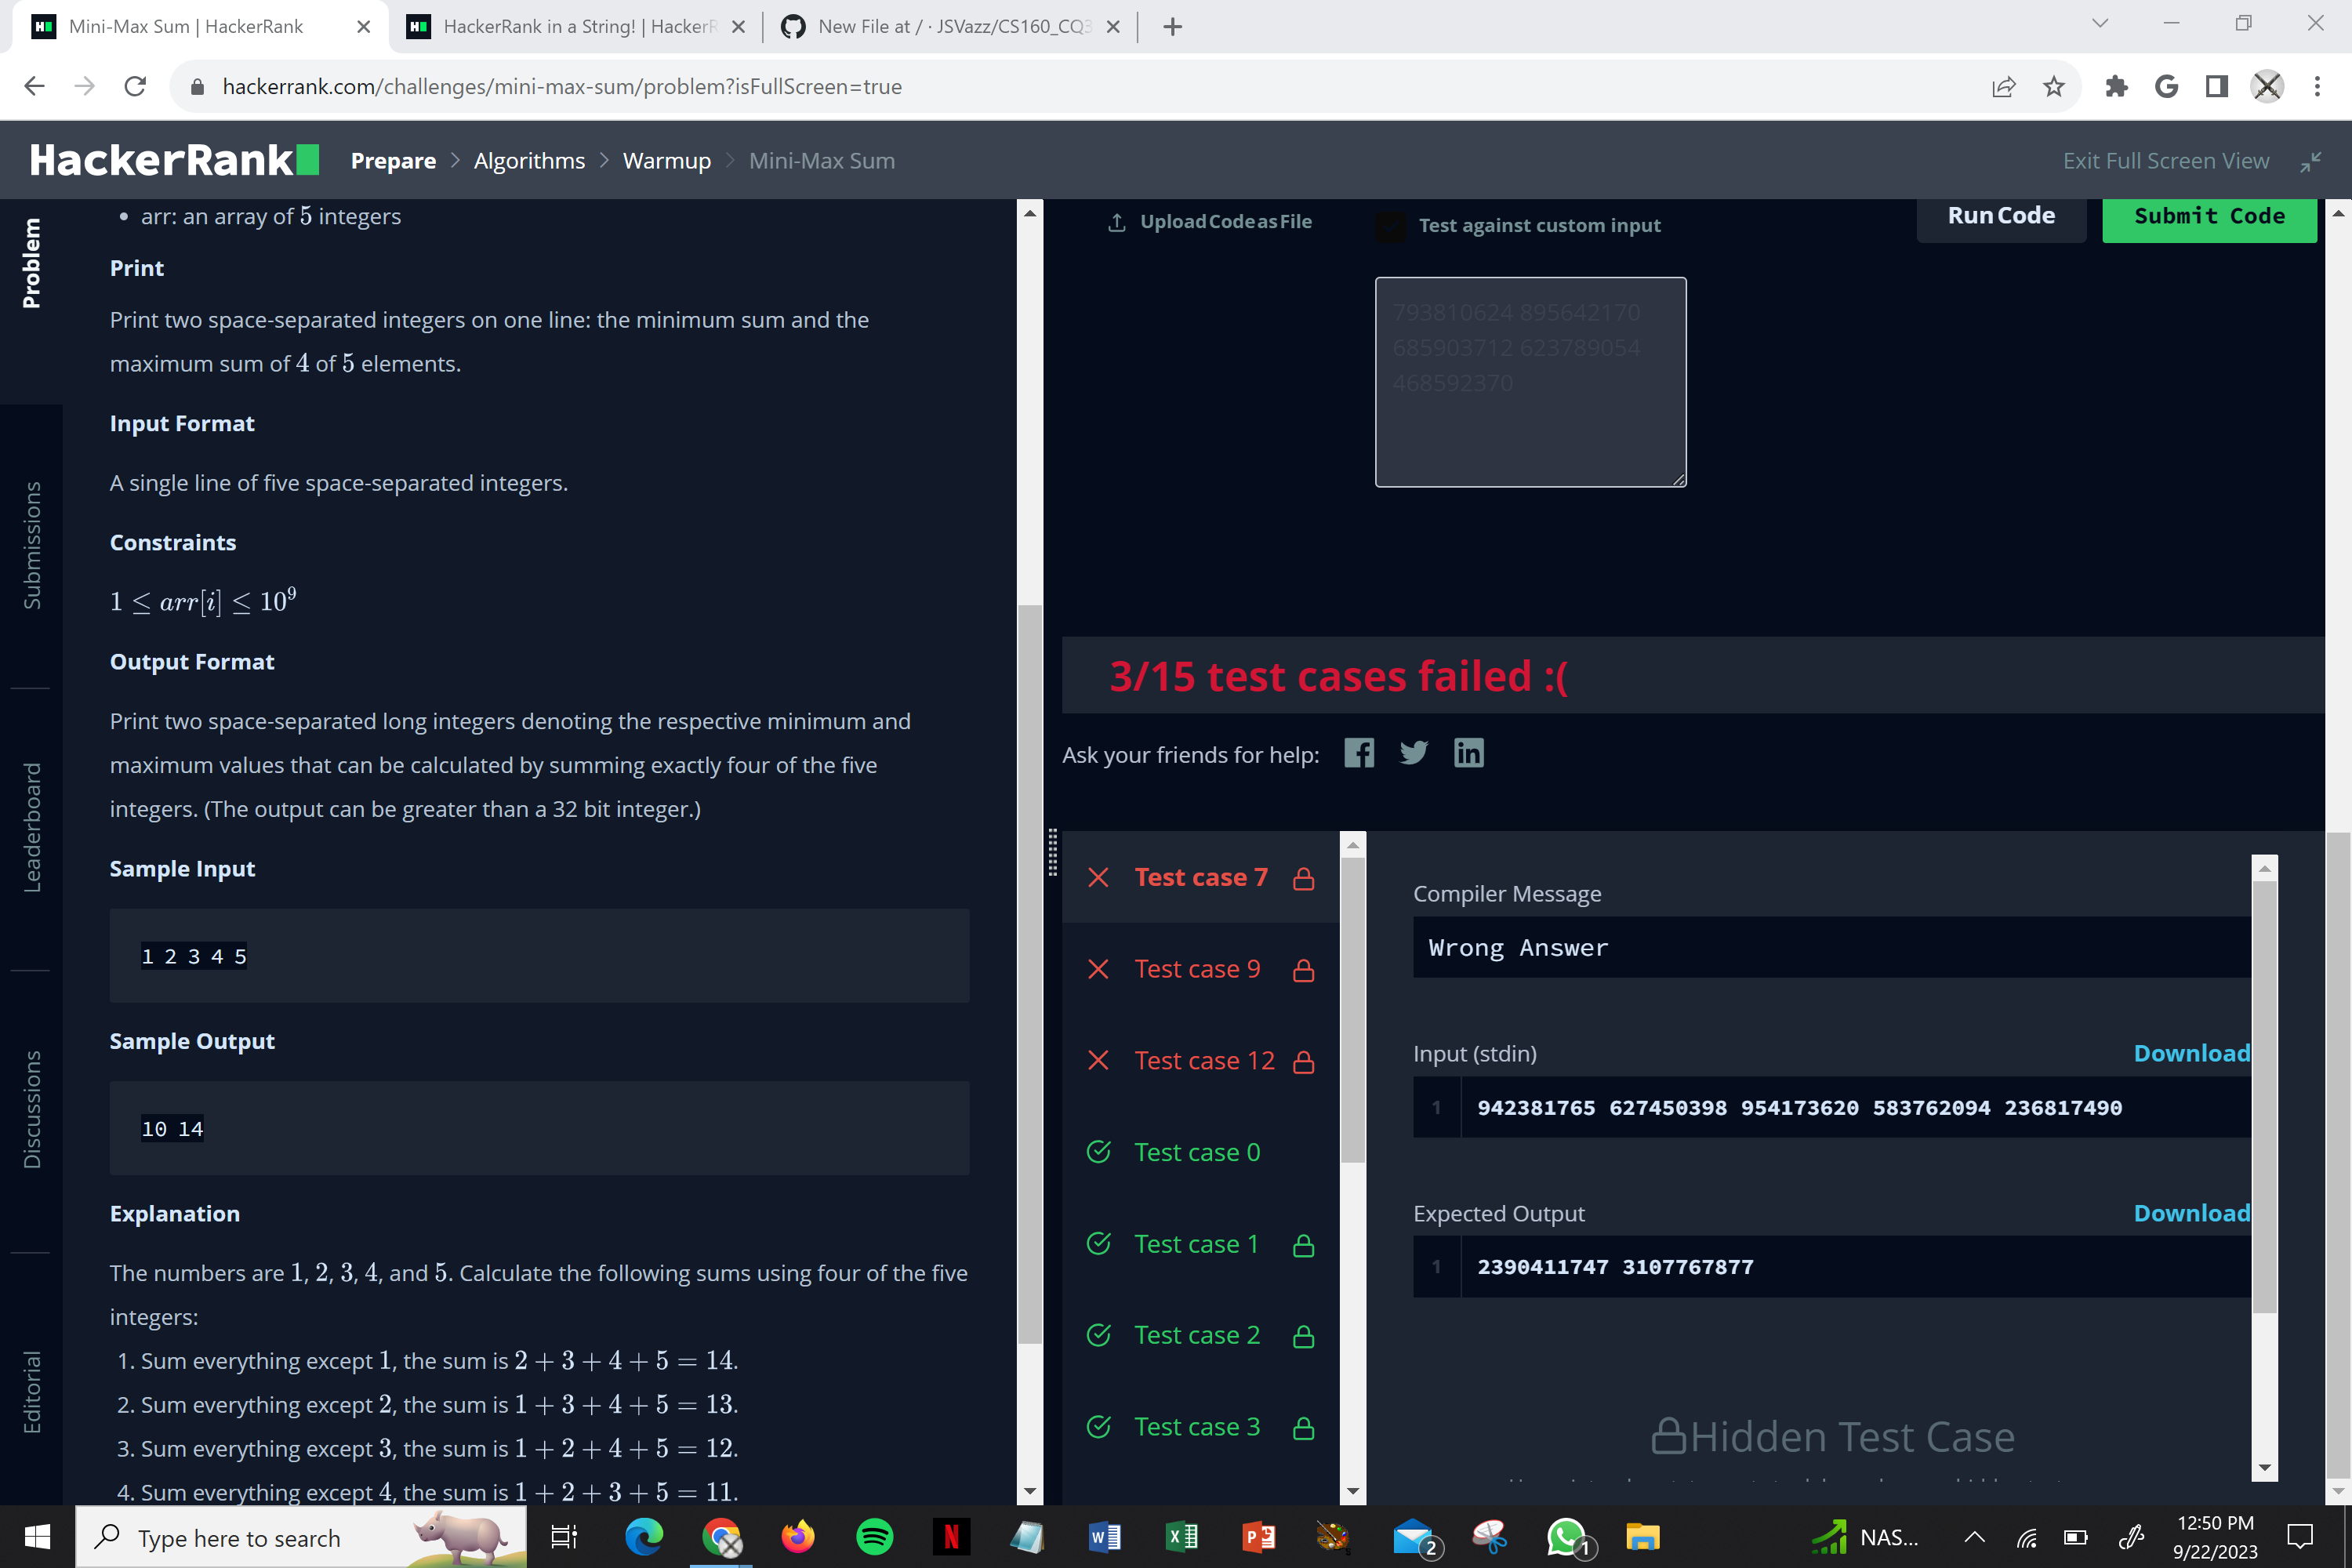 Mini-Max Sum | HackerRank
HackerRank in a String! | HackerR
New File at / · JSVazz/CS160_CQ3
hackerrank.com/challenges/mini-max-sum/problem?isFullScreen=true
HackerRank
Prepare > Algorithms > Warmup > Mini-Max Sum
Exit Full Screen View
Problem
Submissions
Leaderboard
Discussions
Editorial
• arr: an array of 5 integers
Print
Print two space-separated integers on one line: the minimum sum and the
maximum sum of 4 of 5 elements.
Input Format
A single line of five space-separated integers.
Constraints
1 ≤ arr[i] ≤ 10⁹
Output Format
Print two space-separated long integers denoting the respective minimum and
maximum values that can be calculated by summing exactly four of the five
integers. (The output can be greater than a 32 bit integer.)
Sample Input
1 2 3 4 5
Sample Output
10 14
Explanation
The numbers are 1, 2, 3, 4, and 5. Calculate the following sums using four of the five
integers:
1. Sum everything except 1, the sum is 2 + 3 + 4 + 5 = 14.
2. Sum everything except 2, the sum is 1 + 3 + 4 + 5 = 13.
3. Sum everything except 3, the sum is 1 + 2 + 4 + 5 = 12.
4. Sum everything except 4, the sum is 1 + 2 + 3 + 5 = 11.
Upload Code as File
Test against custom input
Run Code
Submit Code
793810624 895642170
685903712 623789054
468592370
3/15 test cases failed :(
Ask your friends for help:
Test case 7
Test case 9
Test case 12
Test case 0
Test case 1
Test case 2
Test case 3
Compiler Message
Wrong Answer
Input (stdin)
Download
1 942381765 627450398 954173620 583762094 236817490
Expected Output
Download
1 2390411747 3107767877
Hidden Test Case
Type here to search
2
1
NAS...
12:50 PM
9/22/2023